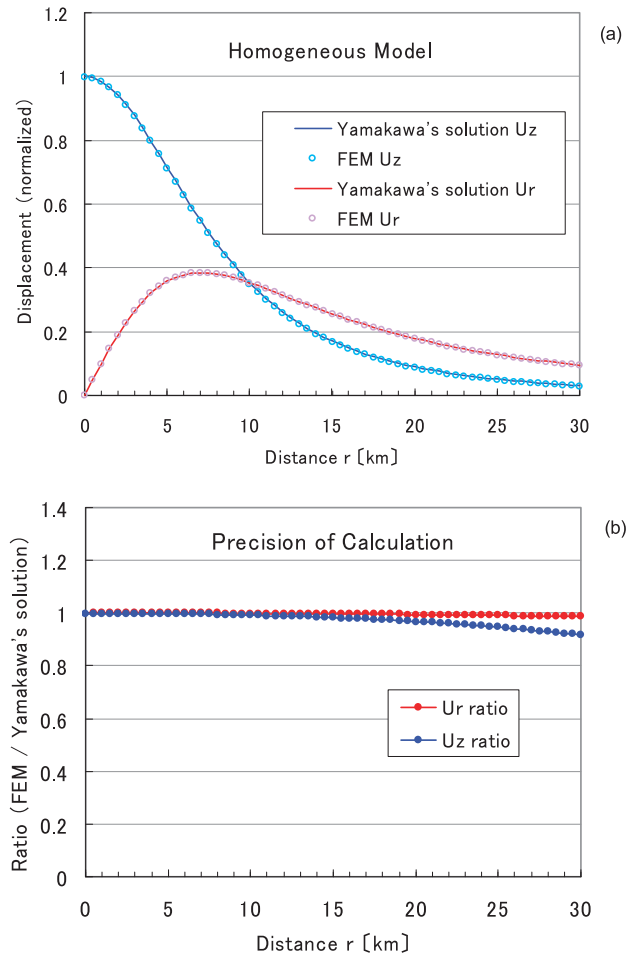 (a)
Homogeneous Model
Displacement (normalized)
1.2
1
0.8
0.6
0.4
0.2
0
Yamakawa's solution Uz
FEM Uz
Yamakawa's solution Ur
FEM Ur
0 5 10 15 20 25 30
Distance r [km]
(b)
Precision of Calculation
Ratio (FEM / Yamakawa's solution)
1.4
1.2
1
0.8
0.6
0.4
0.2
0
Ur ratio
Uz ratio
0 5 10 15 20 25 30
Distance r [km]